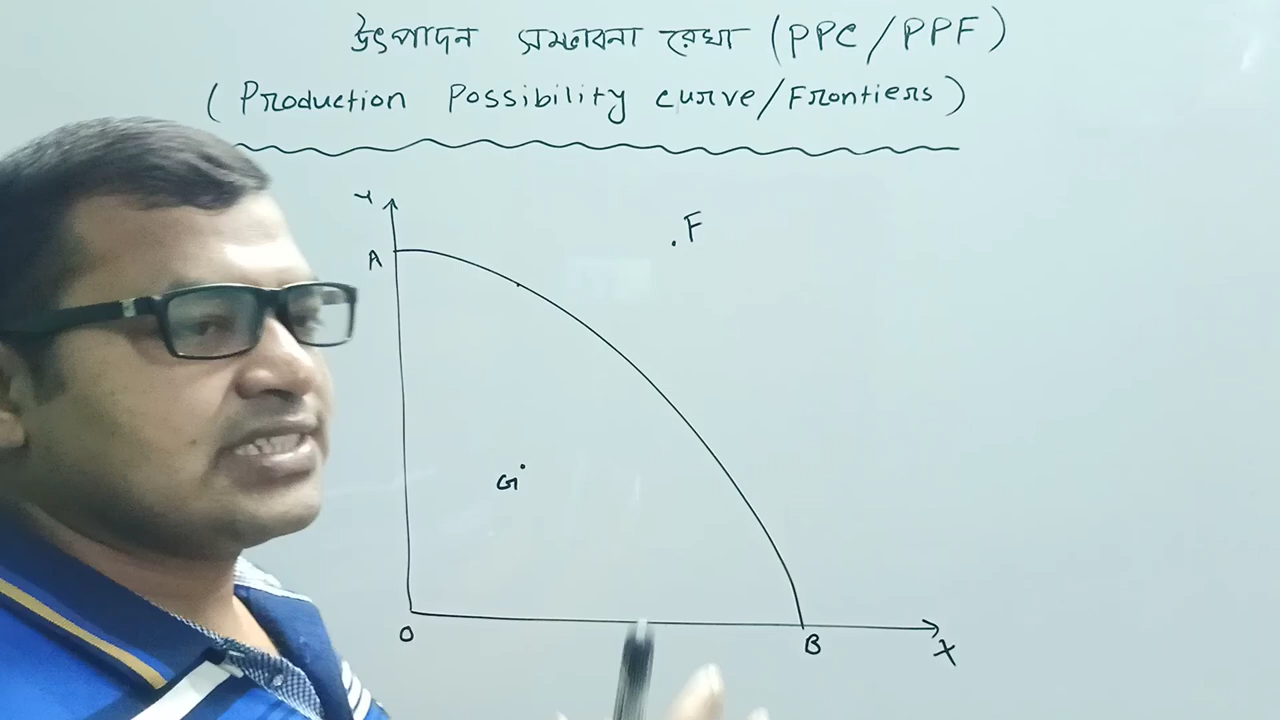 উৎপাদন সম্ভাবনা রেখা (PPC/PPF)
(Production Possibility curve/Frontiers)
Y
.F
A
G
O
B
X